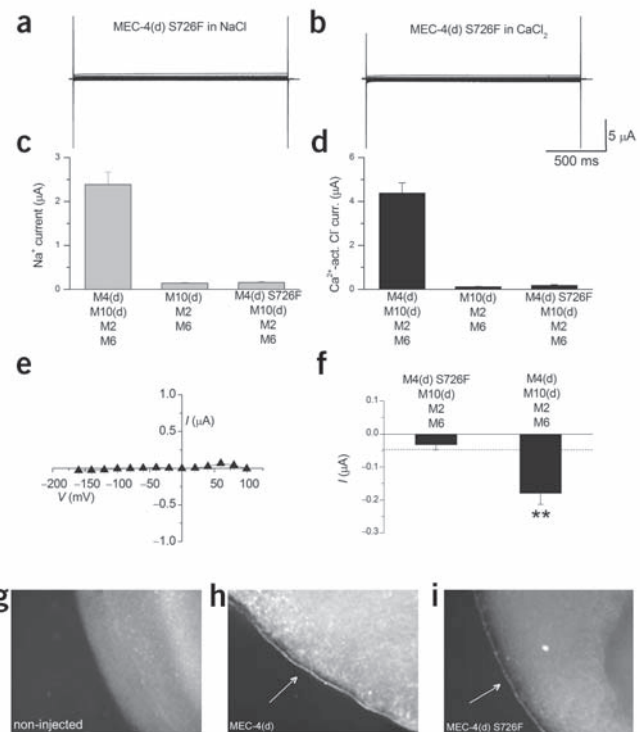 a
MEC-4(d) S726F in NaCl
b
MEC-4(d) S726F in CaCl2
5 µA
500 ms
c
Na+ current (µA)
3
2
1
0
M4(d)
M10(d)
M2
M6
M10(d)
M2
M6
M4(d) S726F
M10(d)
M2
M6
d
Ca2+-act. Cl- curr. (µA)
6
4
2
0
M4(d)
M10(d)
M2
M6
M10(d)
M2
M6
M4(d) S726F
M10(d)
M2
M6
e
1.0
I (µA)
0.5
-200 -150 -100 -50 50 100
V (mV)
-0.5
-1.0
f
M4(d) S726F
M10(d)
M2
M6
M4(d)
M10(d)
M2
M6
0.1
0.0
-0.1
-0.2
-0.3
I (µA)
**
g
non-injected
h
MEC-4(d)
i
MEC-4(d) S726F